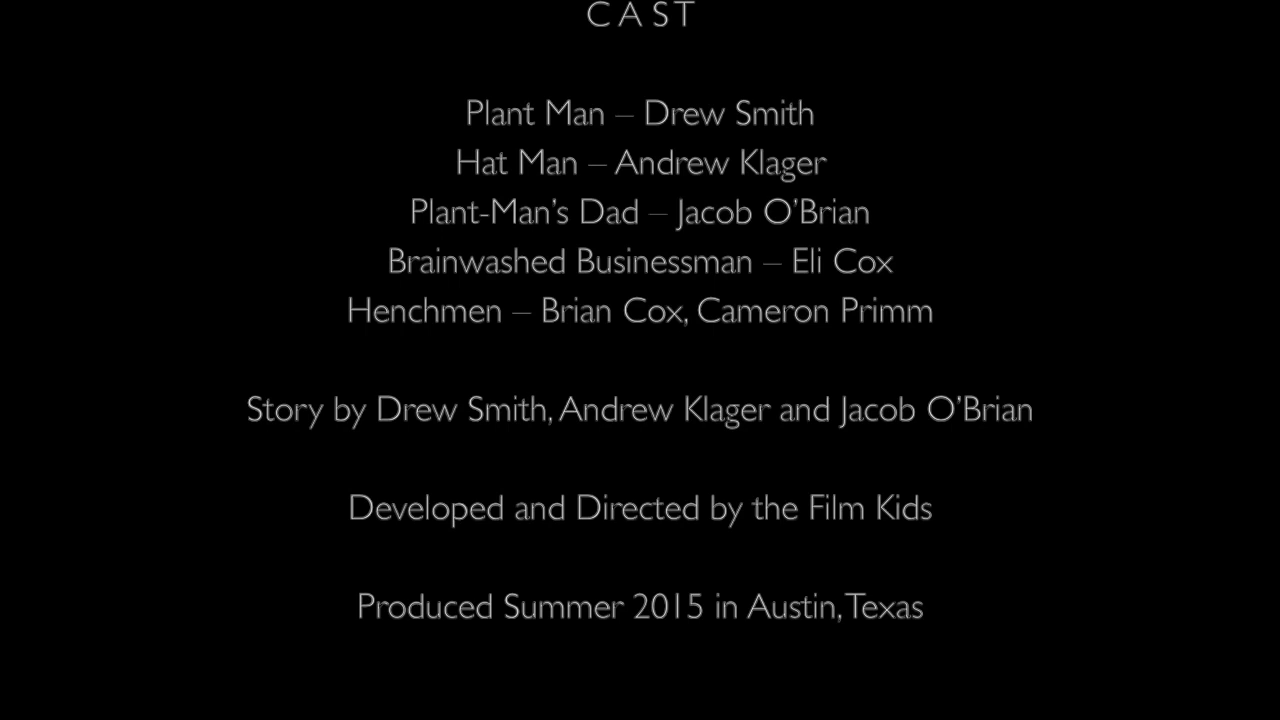 CAST
Plant Man – Drew Smith
Hat Man – Andrew Klager
Plant-Man’s Dad – Jacob O’Brian
Brainwashed Businessman – Eli Cox
Henchmen – Brian Cox, Cameron Primm
Story by Drew Smith, Andrew Klager and Jacob O’Brian
Developed and Directed by the Film Kids
Produced Summer 2015 in Austin, Texas